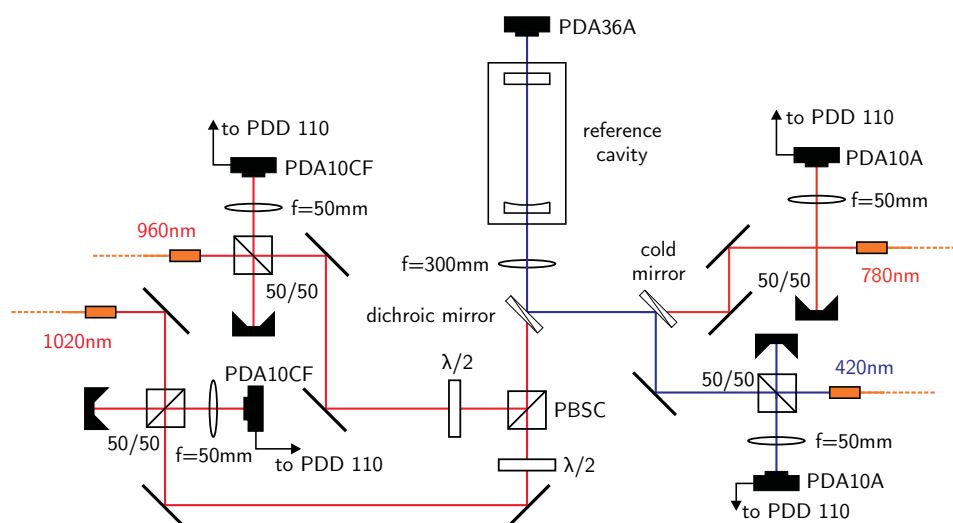 PDA36A
to PDD 110
PDA10CF
f=50mm
960nm
50/50
1020nm
PDA10CF
50/50
f=50mm
to PDD 110
reference
cavity
f=300mm
dichroic mirror
λ/2
PBSC
λ/2
cold
mirror
to PDD 110
PDA10A
f=50mm
780nm
50/50
50/50
420nm
f=50mm
PDA10A
to PDD 110